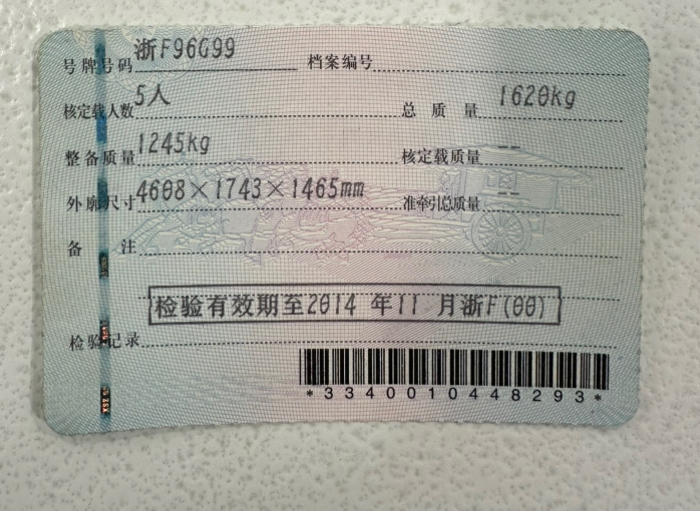 号牌号码 浙F96G99 档案编号
核定载人数 5人 总质量 1620kg
整备质量 1245kg 核定载质量 --
外廓尺寸 4608×1743×1465mm 准牵引总质量 --
备注
检验有效期至2014 年11 月浙F(00)
检验记录
*3340010448293*